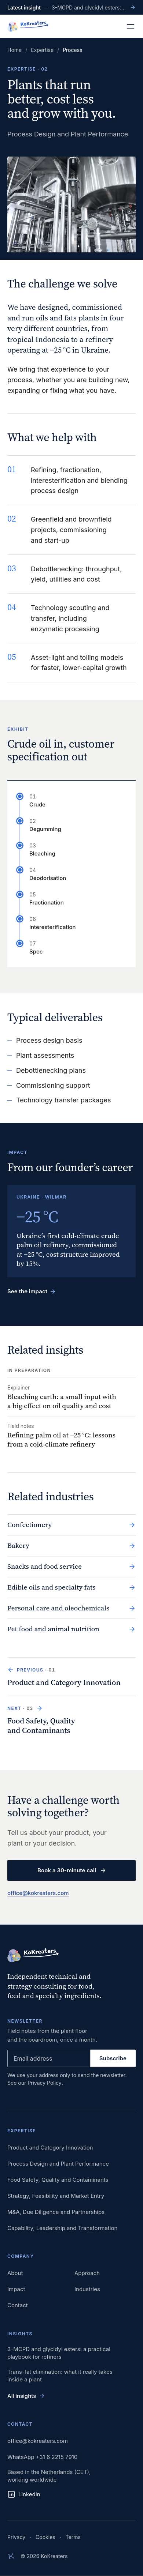 Latest insight — 3-MCPD and glycidyl esters:... →
KoKreaters.
Home / Expertise / Process
EXPERTISE · 02
Plants that run
better, cost less
and grow with you.
Process Design and Plant Performance
The challenge we solve
We have designed, commissioned
and run oils and fats plants in four
very different countries, from
tropical Indonesia to a refinery
operating at −25 °C in Ukraine.
We bring that experience to your
process, whether you are building new,
expanding or fixing what you have.
What we help with
01 Refining, fractionation,
interesterification and blending
process design
02 Greenfield and brownfield
projects, commissioning
and start-up
03 Debottlenecking: throughput,
yield, utilities and cost
04 Technology scouting and
transfer, including
enzymatic processing
05 Asset-light and tolling models
for faster, lower-capital growth
EXHIBIT
Crude oil in, customer
specification out
01
Crude
02
Degumming
03
Bleaching
04
Deodorisation
05
Fractionation
06
Interesterification
07
Spec
Typical deliverables
— Process design basis
— Plant assessments
— Debottlenecking plans
— Commissioning support
— Technology transfer packages
IMPACT
From our founder’s career
UKRAINE · WILMAR
−25 °C
Ukraine’s first cold-climate crude
palm oil refinery, commissioned
at −25 °C, cost structure improved
by 15%.
See the impact →
Related insights
IN PREPARATION
Explainer
Bleaching earth: a small input with
a big effect on oil quality and cost
Field notes
Refining palm oil at −25 °C: lessons
from a cold-climate refinery
Related industries
Confectionery →
Bakery →
Snacks and food service →
Edible oils and specialty fats →
Personal care and oleochemicals →
Pet food and animal nutrition →
← PREVIOUS · 01
Product and Category Innovation
NEXT · 03 →
Food Safety, Quality
and Contaminants
Have a challenge worth
solving together?
Tell us about your product, your
plant or your decision.
Book a 30-minute call →
office@kokreaters.com
KoKreaters.
Independent technical and
strategy consulting for food,
feed and specialty ingredients.
NEWSLETTER
Field notes from the plant floor
and the boardroom, once a month.
Email address Subscribe
We use your address only to send the newsletter.
See our Privacy Policy.
EXPERTISE
Product and Category Innovation
Process Design and Plant Performance
Food Safety, Quality and Contaminants
Strategy, Feasibility and Market Entry
M&A, Due Diligence and Partnerships
Capability, Leadership and Transformation
COMPANY
About Approach
Impact Industries
Contact
INSIGHTS
3-MCPD and glycidyl esters: a practical
playbook for refiners
Trans-fat elimination: what it really takes
inside a plant
All insights →
CONTACT
office@kokreaters.com
WhatsApp +31 6 2215 7910
Based in the Netherlands (CET),
working worldwide
LinkedIn
Privacy · Cookies · Terms
© 2026 KoKreaters